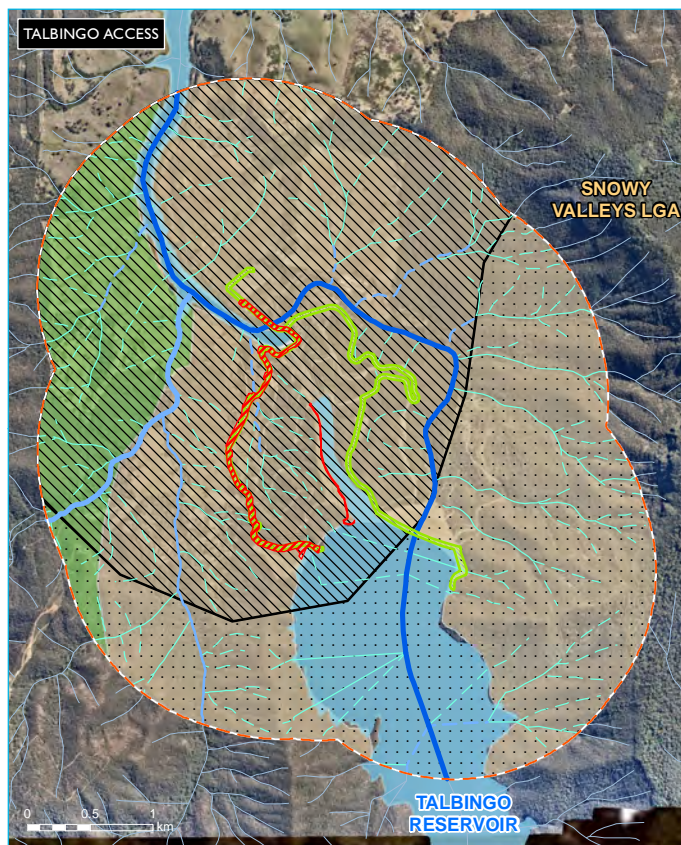 TALBINGO ACCESS
SNOWY
VALLEYS LGA
0 0.5 1
km
TALBINGO
RESERVOIR